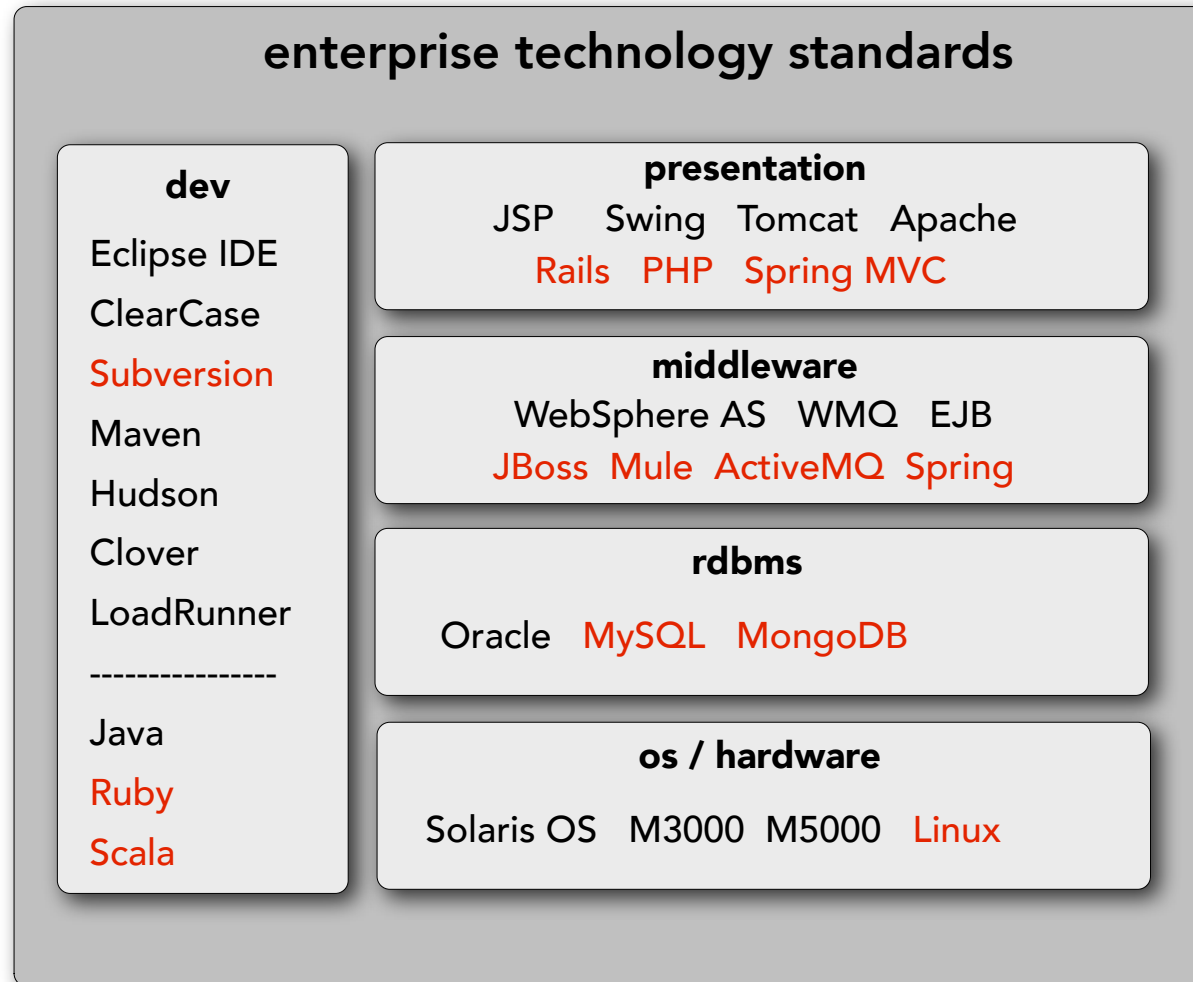 enterprise technology standards
dev
Eclipse IDE
ClearCase
Subversion
Maven
Hudson
Clover
LoadRunner
----------------
Java
Ruby
Scala
presentation
JSP Swing Tomcat Apache
Rails PHP Spring MVC
middleware
WebSphere AS WMQ EJB
JBoss Mule ActiveMQ Spring
rdbms
Oracle MySQL MongoDB
os / hardware
Solaris OS M3000 M5000 Linux